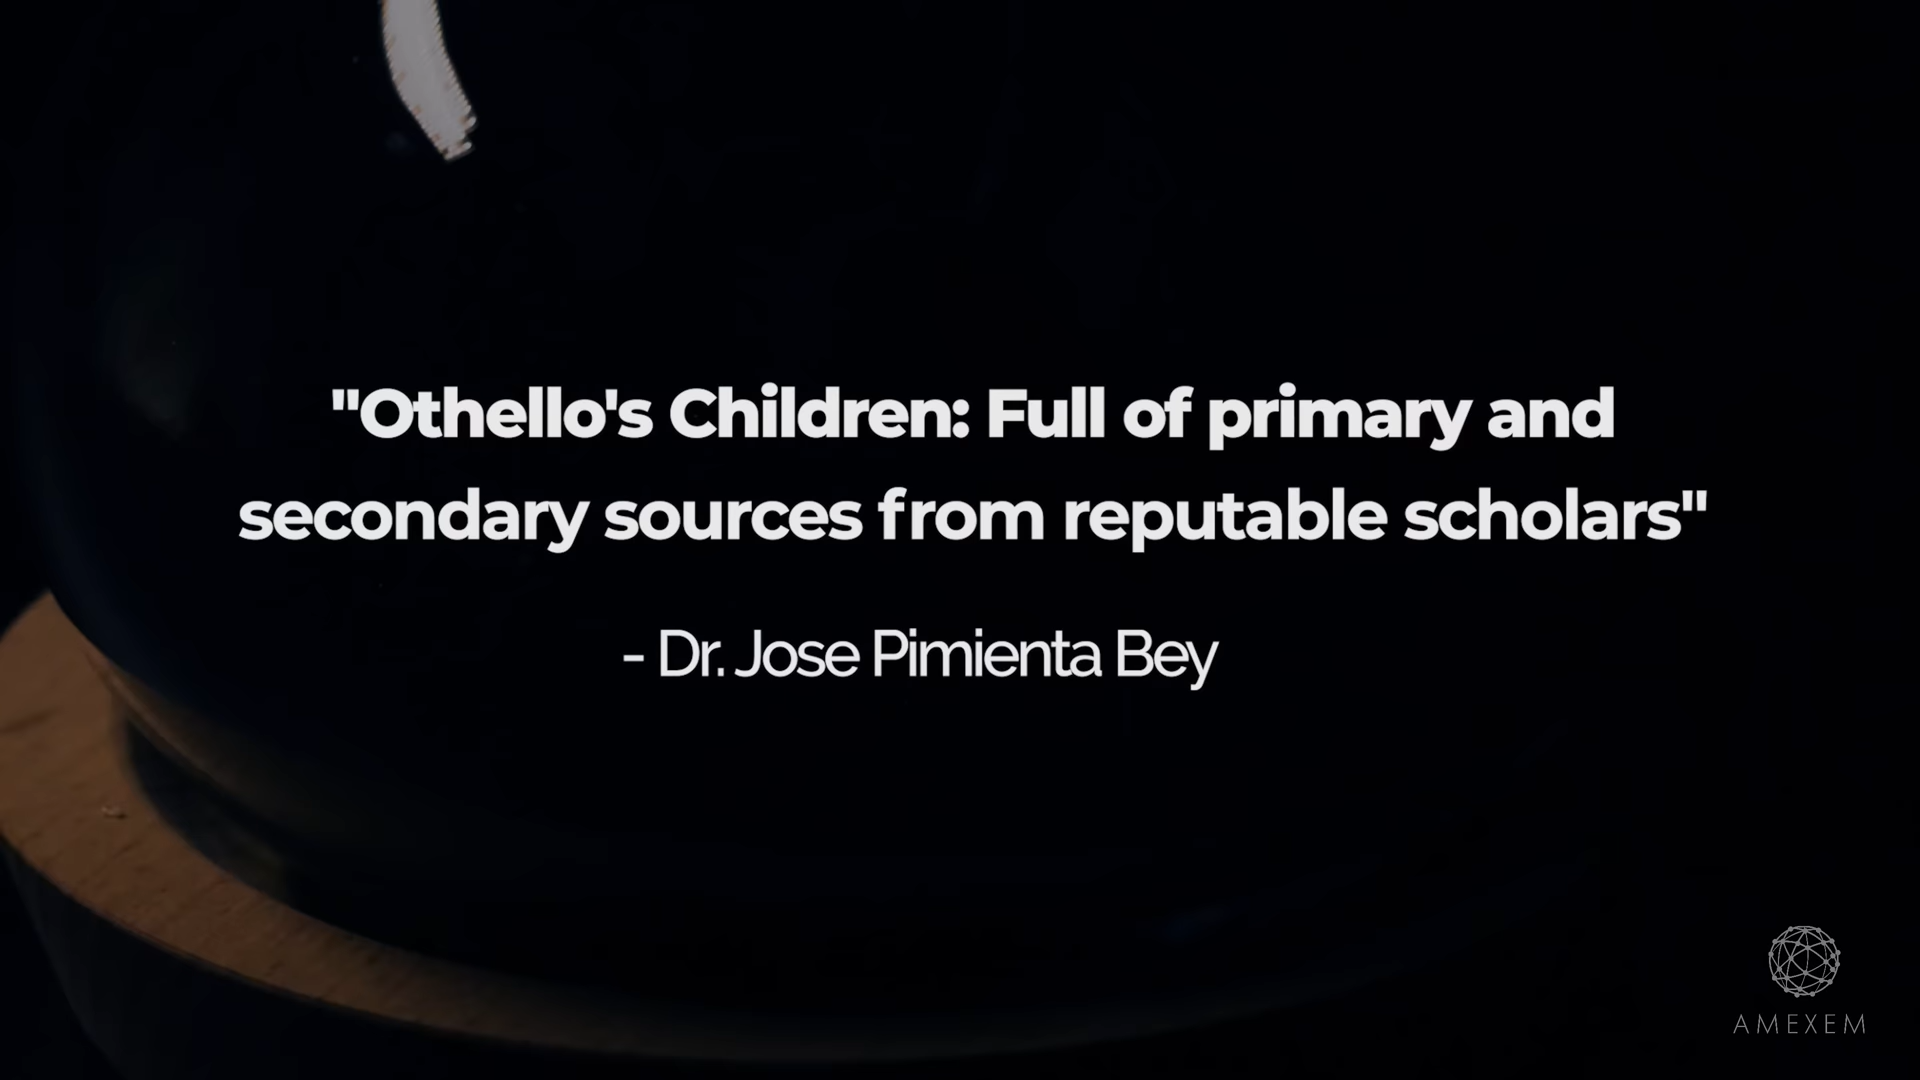 "Othello's Children: Full of primary and
secondary sources from reputable scholars"
- Dr. Jose Pimienta Bey
AMEXEM